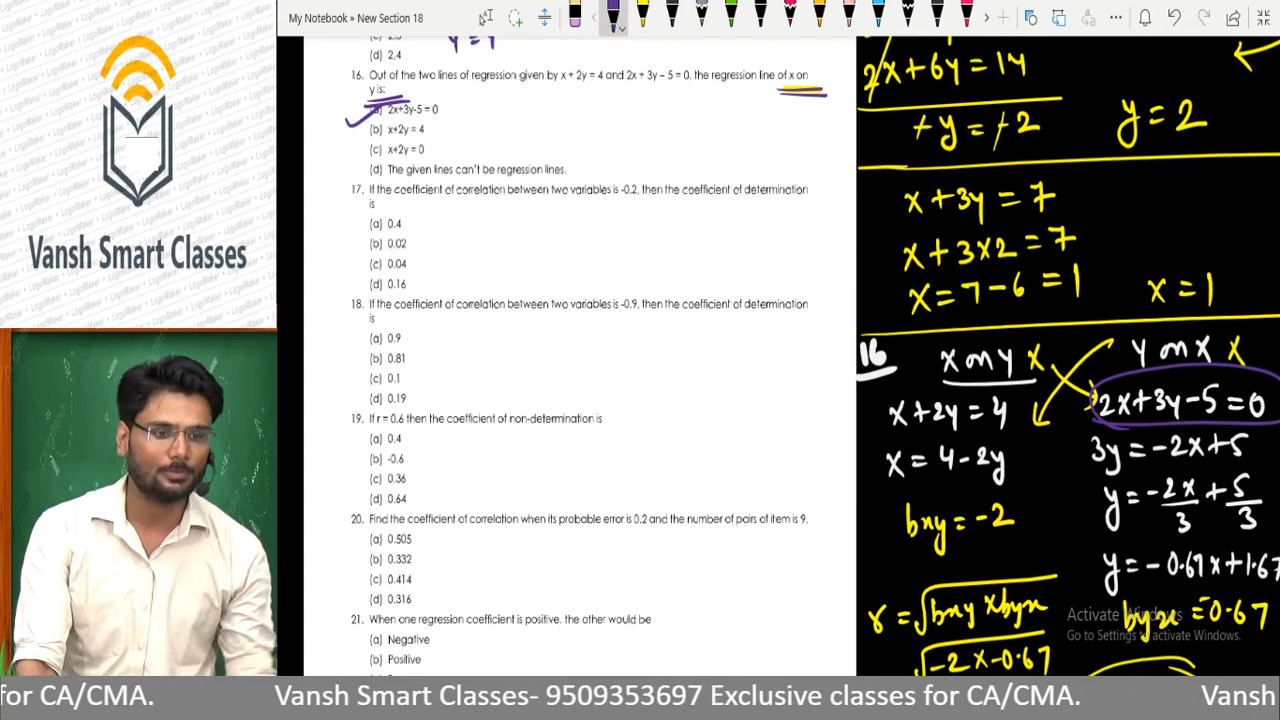 My Notebook » New Section 18
(d) 2,4
16. Out of the two lines of regression given by x + 2y = 4 and 2x + 3y – 5 = 0, the regression line of x on
y is:
2x+3y-5 = 0
(b) x+2y = 4
(c) x+2y = 0
(d) The given lines can't be regression lines.
17. If the coefficient of correlation between two variables is -0.2, then the coefficient of determination
is
(a) 0.4
(b) 0.02
(c) 0.04
(d) 0.16
18. If the coefficient of correlation between two variables is -0.9, then the coefficient of determination
is
(a) 0.9
(b) 0.81
(c) 0.1
(d) 0.19
19. If r = 0.6 then the coefficient of non-determination is
(a) 0.4
(b) -0.6
(c) 0.36
(d) 0.64
20. Find the coefficient of correlation when its probable error is 0.2 and the number of pairs of item is 9.
(a) 0.505
(b) 0.332
(c) 0.414
(d) 0.316
21. When one regression coefficient is positive, the other would be
(a) Negative
(b) Positive
2x+6y=14
+y=+2
y=2
x+3y=7
x+3x2=7
x=7-6=1
x=1
16
x on y x
y on x x
x+2y=4
2x+3y-5=0
x=4-2y
3y=-2x+5
y=-2x/3+5/3
bxy=-2
y=-0.67x+1.67
byx=-0.67
r=√bxy x byx
√-2x-0.67
Activate Windows
Go to Settings to activate Windows.
Vansh Smart Classes
for CA/CMA. Vansh Smart Classes- 9509353697 Exclusive classes for CA/CMA. Vansh